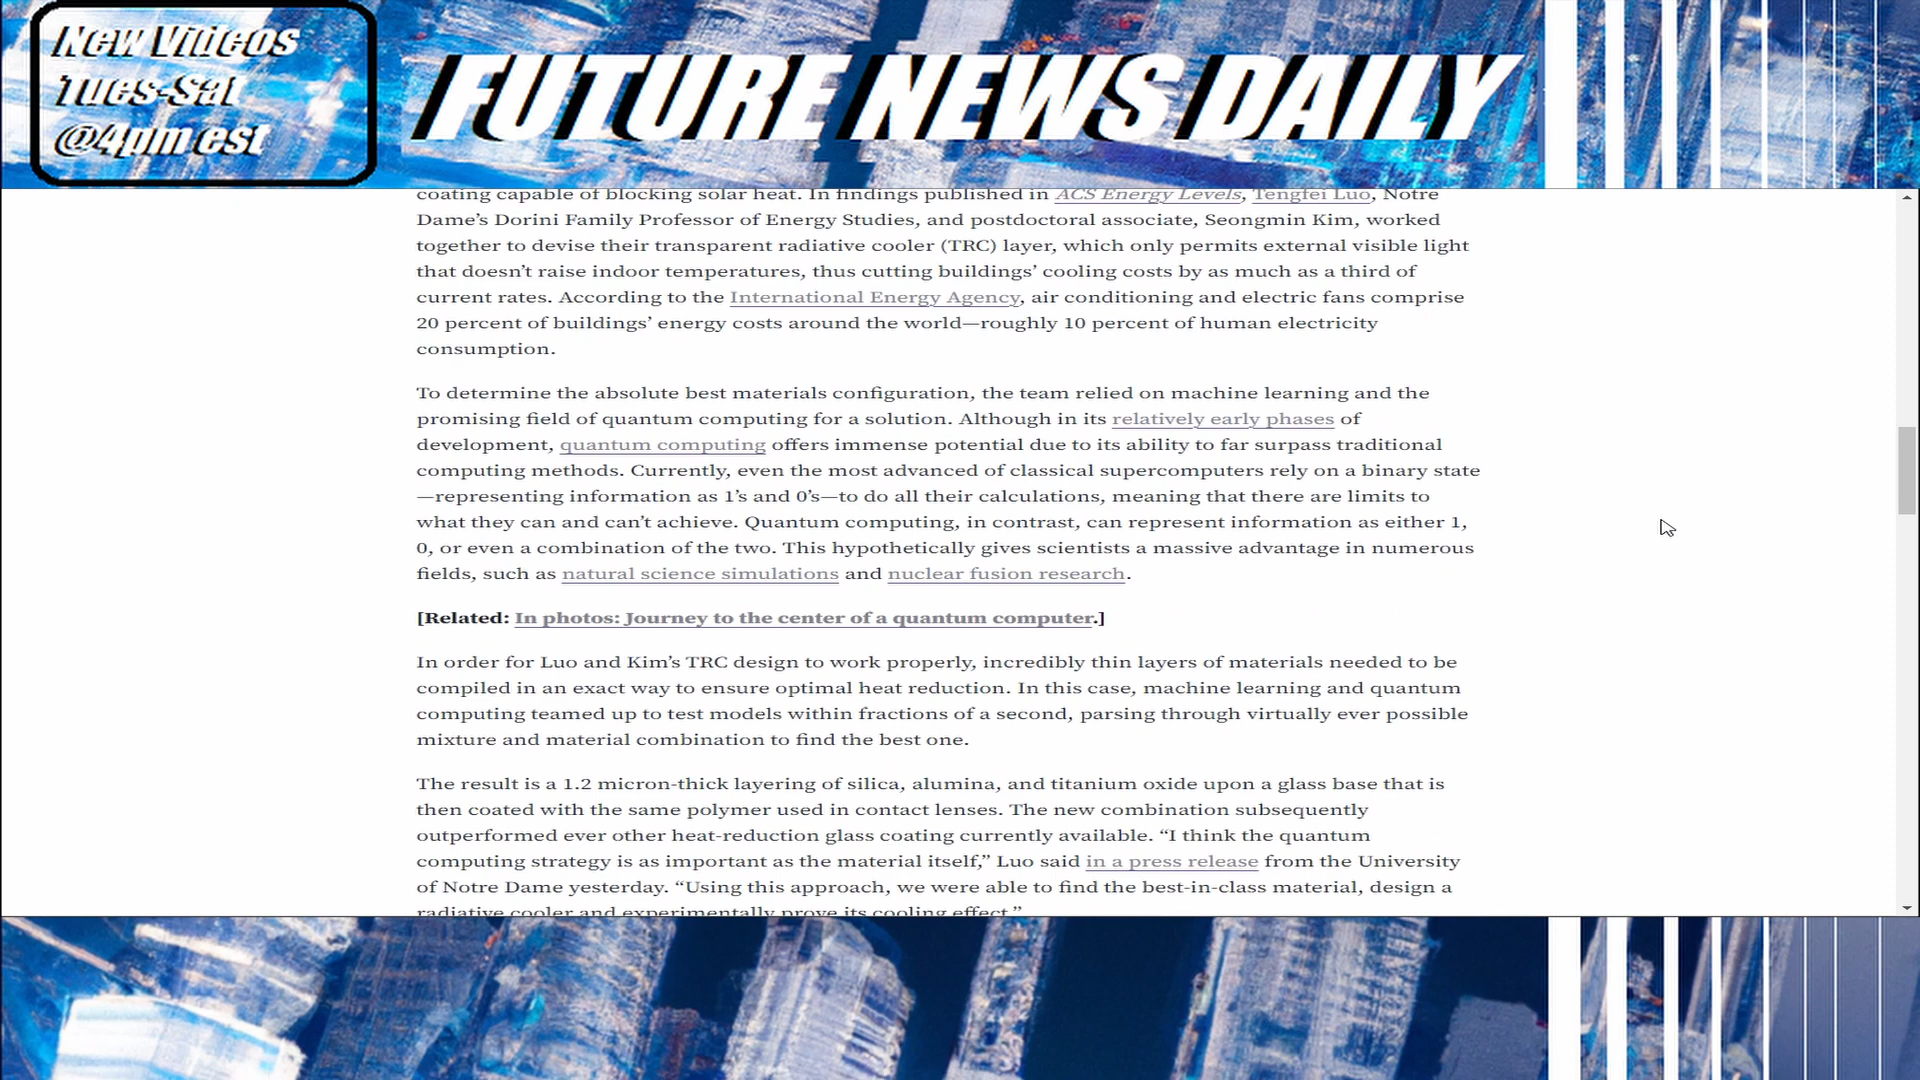 New Videos
Tues-Sat
@4pm est
FUTURE NEWS DAILY
coating capable of blocking solar heat. In findings published in ACS Energy Levels, Tengfei Luo, Notre
Dame’s Dorini Family Professor of Energy Studies, and postdoctoral associate, Seongmin Kim, worked
together to devise their transparent radiative cooler (TRC) layer, which only permits external visible light
that doesn’t raise indoor temperatures, thus cutting buildings’ cooling costs by as much as a third of
current rates. According to the International Energy Agency, air conditioning and electric fans comprise
20 percent of buildings’ energy costs around the world—roughly 10 percent of human electricity
consumption.
To determine the absolute best materials configuration, the team relied on machine learning and the
promising field of quantum computing for a solution. Although in its relatively early phases of
development, quantum computing offers immense potential due to its ability to far surpass traditional
computing methods. Currently, even the most advanced of classical supercomputers rely on a binary state
—representing information as 1’s and 0’s—to do all their calculations, meaning that there are limits to
what they can and can’t achieve. Quantum computing, in contrast, can represent information as either 1,
0, or even a combination of the two. This hypothetically gives scientists a massive advantage in numerous
fields, such as natural science simulations and nuclear fusion research.
[Related: In photos: Journey to the center of a quantum computer.]
In order for Luo and Kim’s TRC design to work properly, incredibly thin layers of materials needed to be
compiled in an exact way to ensure optimal heat reduction. In this case, machine learning and quantum
computing teamed up to test models within fractions of a second, parsing through virtually ever possible
mixture and material combination to find the best one.
The result is a 1.2 micron-thick layering of silica, alumina, and titanium oxide upon a glass base that is
then coated with the same polymer used in contact lenses. The new combination subsequently
outperformed ever other heat-reduction glass coating currently available. “I think the quantum
computing strategy is as important as the material itself,” Luo said in a press release from the University
of Notre Dame yesterday. “Using this approach, we were able to find the best-in-class material, design a
radiative cooler and experimentally prove its cooling effect.”